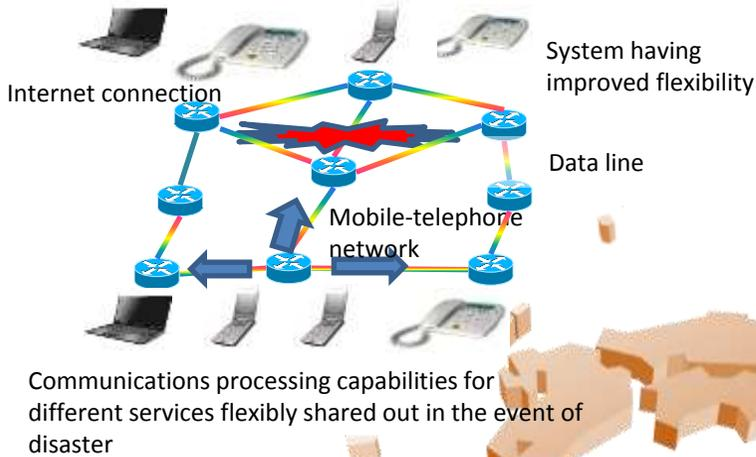 System having
improved flexibility
Internet connection
Data line
Mobile-telephone
network
Communications processing capabilities for
different services flexibly shared out in the event of
disaster